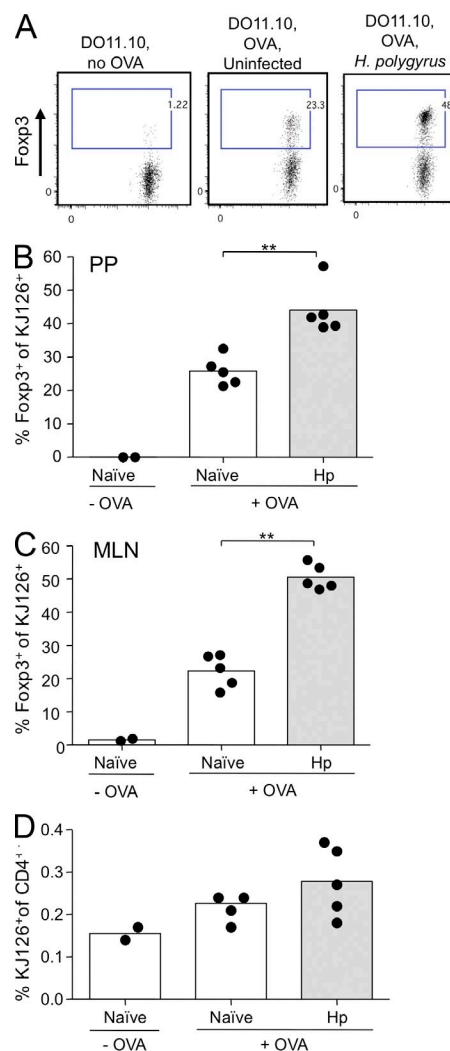 A
DO11.10,
no OVA
DO11.10,
OVA,
Uninfected
DO11.10,
OVA,
H. polygyrus
Foxp3
1.22
23.3
48
0
0
0
0
0
0
B
PP
% Foxp3+ of KJ126+
60
50
40
30
20
10
0
Naïve
Naïve
Hp
- OVA
+ OVA
**
C
MLN
% Foxp3+ of KJ126+
60
50
40
30
20
10
0
Naïve
Naïve
Hp
- OVA
+ OVA
**
D
% KJ126+of CD4+
0.4
0.3
0.2
0.1
0.0
Naïve
Naïve
Hp
- OVA
+ OVA